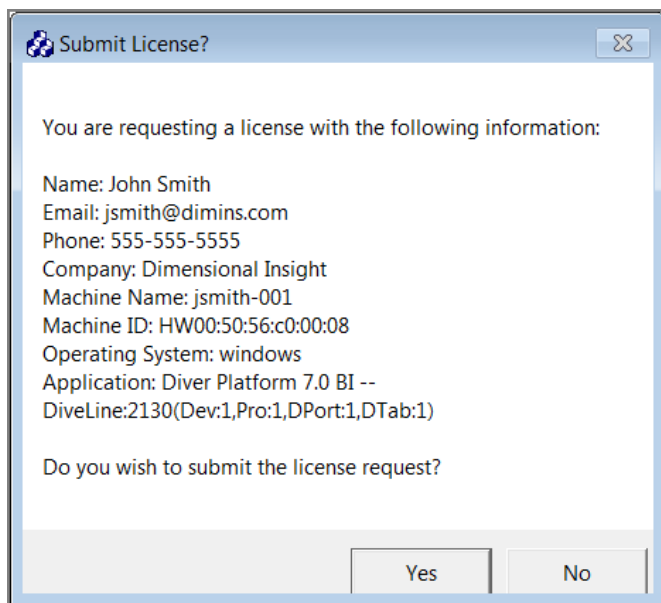 Submit License?
You are requesting a license with the following information:
Name: John Smith
Email: jsmith@dimins.com
Phone: 555-555-5555
Company: Dimensional Insight
Machine Name: jsmith-001
Machine ID: HW00:50:56:c0:00:08
Operating System: windows
Application: Diver Platform 7.0 BI --
DiveLine:2130(Dev:1,Pro:1,DPort:1,DTab:1)
Do you wish to submit the license request?
Yes No